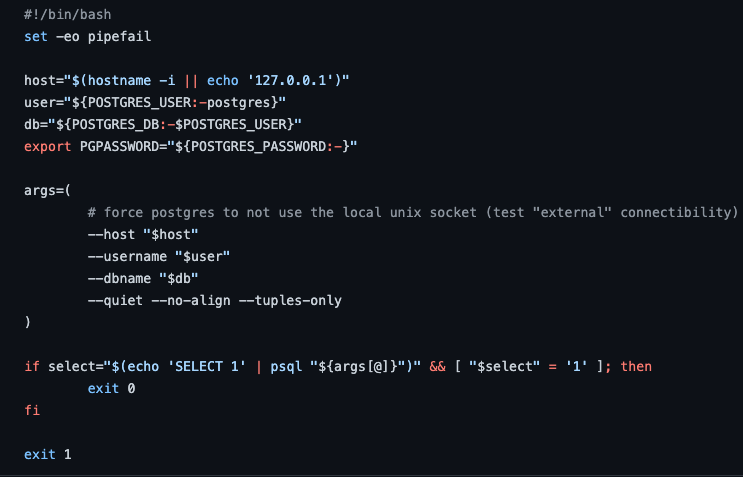 #!/bin/bash
set -eo pipefail
host="$(hostname -i || echo '127.0.0.1')"
user="${POSTGRES_USER:-postgres}"
db="${POSTGRES_DB:-$POSTGRES_USER}"
export PGPASSWORD="${POSTGRES_PASSWORD:-}"
args=(
# force postgres to not use the local unix socket (test "external" connectibility)
--host "$host"
--username "$user"
--dbname "$db"
--quiet --no-align --tuples-only
)
if select="$(echo 'SELECT 1' | psql "${args[@]}")" && [ "$select" = '1' ]; then
exit 0
fi
exit 1